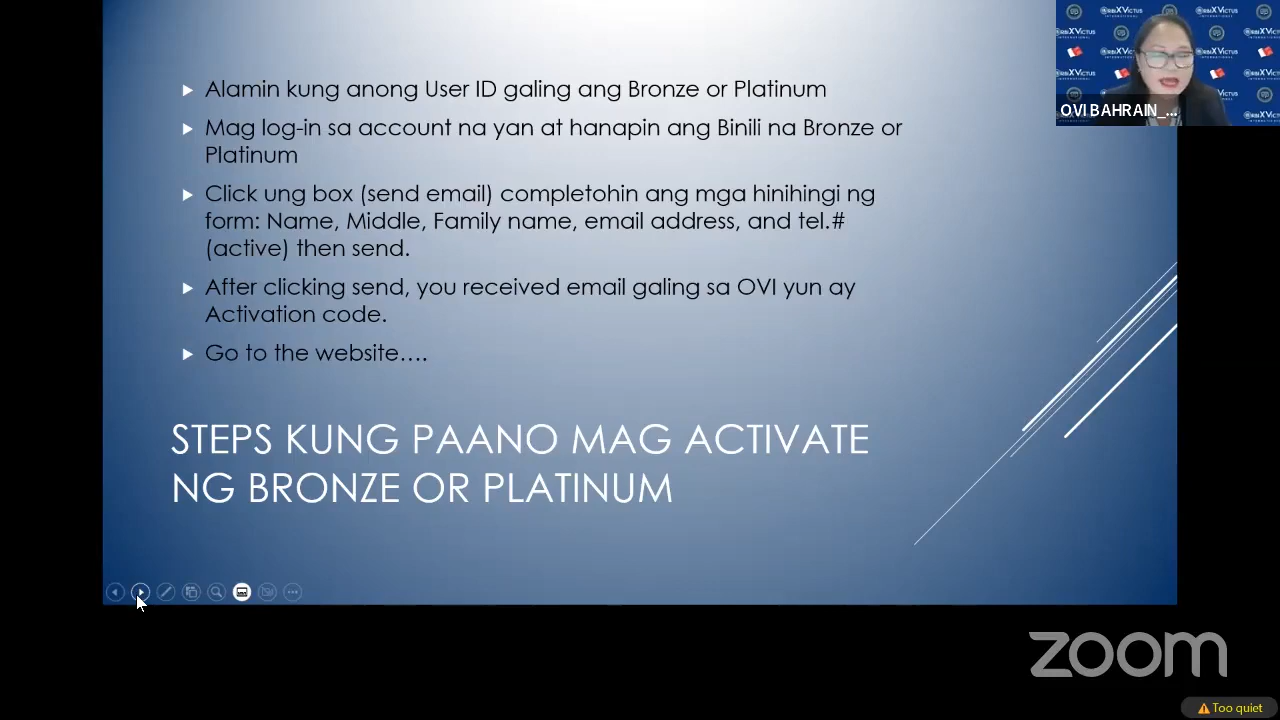 Alamin kung anong User ID galing ang Bronze or Platinum
Mag log-in sa account na yan at hanapin ang Binili na Bronze or
Platinum
Click ung box (send email) completohin ang mga hinihingi ng
form: Name, Middle, Family name, email address, and tel.#
(active) then send.
After clicking send, you received email galing sa OVI yun ay
Activation code.
Go to the website....
STEPS KUNG PAANO MAG ACTIVATE
NG BRONZE OR PLATINUM
OVI BAHRAIN_...
zoom
Too quiet